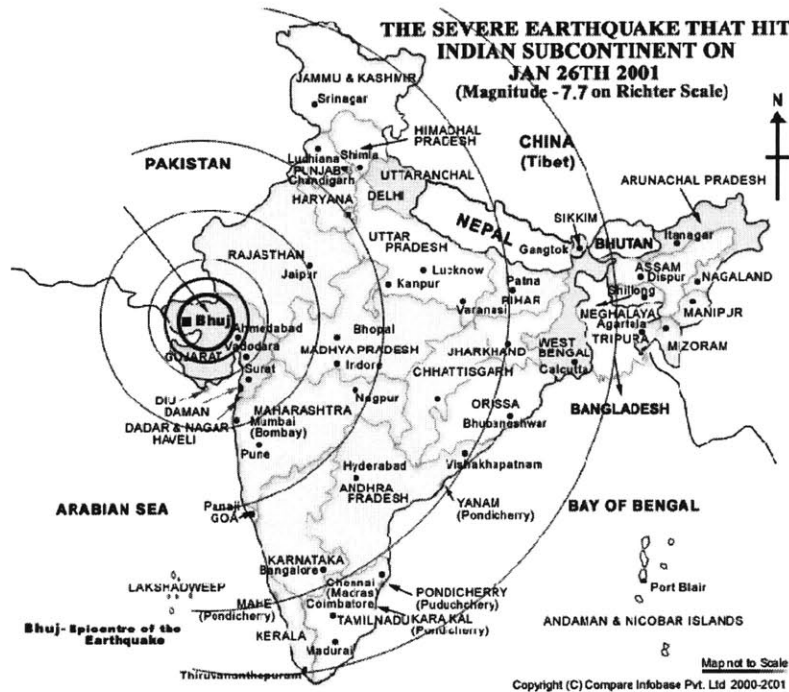 THE SEVERE EARTHQUAKE THAT HIT
INDIAN SUBCONTINENT ON
JAN 26TH 2001
(Magnitude - 7.7 on Richter Scale)
N
JAMMU & KASHMIR
Srinagar
HIMADHAL
PRADESH
CHINA
(Tibet)
PAKISTAN
Ludhiana
Shimla
PUNJAB
Chandigarh
UTTARANCHAL
ARUNACHAL PRADESH
HARYANA
DELHI
NEPAL
SIKKIM
Gangtok
BHUTAN
Itanagar
RAJASTHAN
Jaipur
UTTAR
PRADESH
Lucknow
Kanpur
Patna
BIHAR
Varanasi
ASSAM
Dispur
NAGALAND
Shillong
MEGHALAYA
MANIPUR
Agartala
TRIPURA
MIZORAM
Bhuj
Ahmedabad
Vadodara
GUJARAT
Surat
Bhopal
MADHYA PRADESH
Indore
JHARKHAND
WEST
BENGAL
Calcutta
CHHATTISGARH
DIU
DAMAN
DADAR & NAGAR
HAVELI
MAHARASHTRA
Mumbai
(Bombay)
Nagpur
ORISSA
Bhubaneshwar
BANGLADESH
Pune
Hyderabad
ANDHRA
PRADESH
Vishakhapatnam
ARABIAN SEA
Panaji
GOA
YANAM
(Pondicherry)
BAY OF BENGAL
KARNATAKA
Bangalore
LAKSHADWEEP
Chennai
(Madras)
PONDICHERRY
(Puduchchery)
Port Blair
MAHE
(Pondicherry)
Coimbatore
TAMILNADU
KARAKAL
(Pondicherry)
ANDAMAN & NICOBAR ISLANDS
Bhuj- Epicentre of the
Earthquake
KERALA
Madurai
Thiruvananthapuram
Map not to Scale
Copyright (C) Compare Infobase Pvt. Ltd 2000-2001